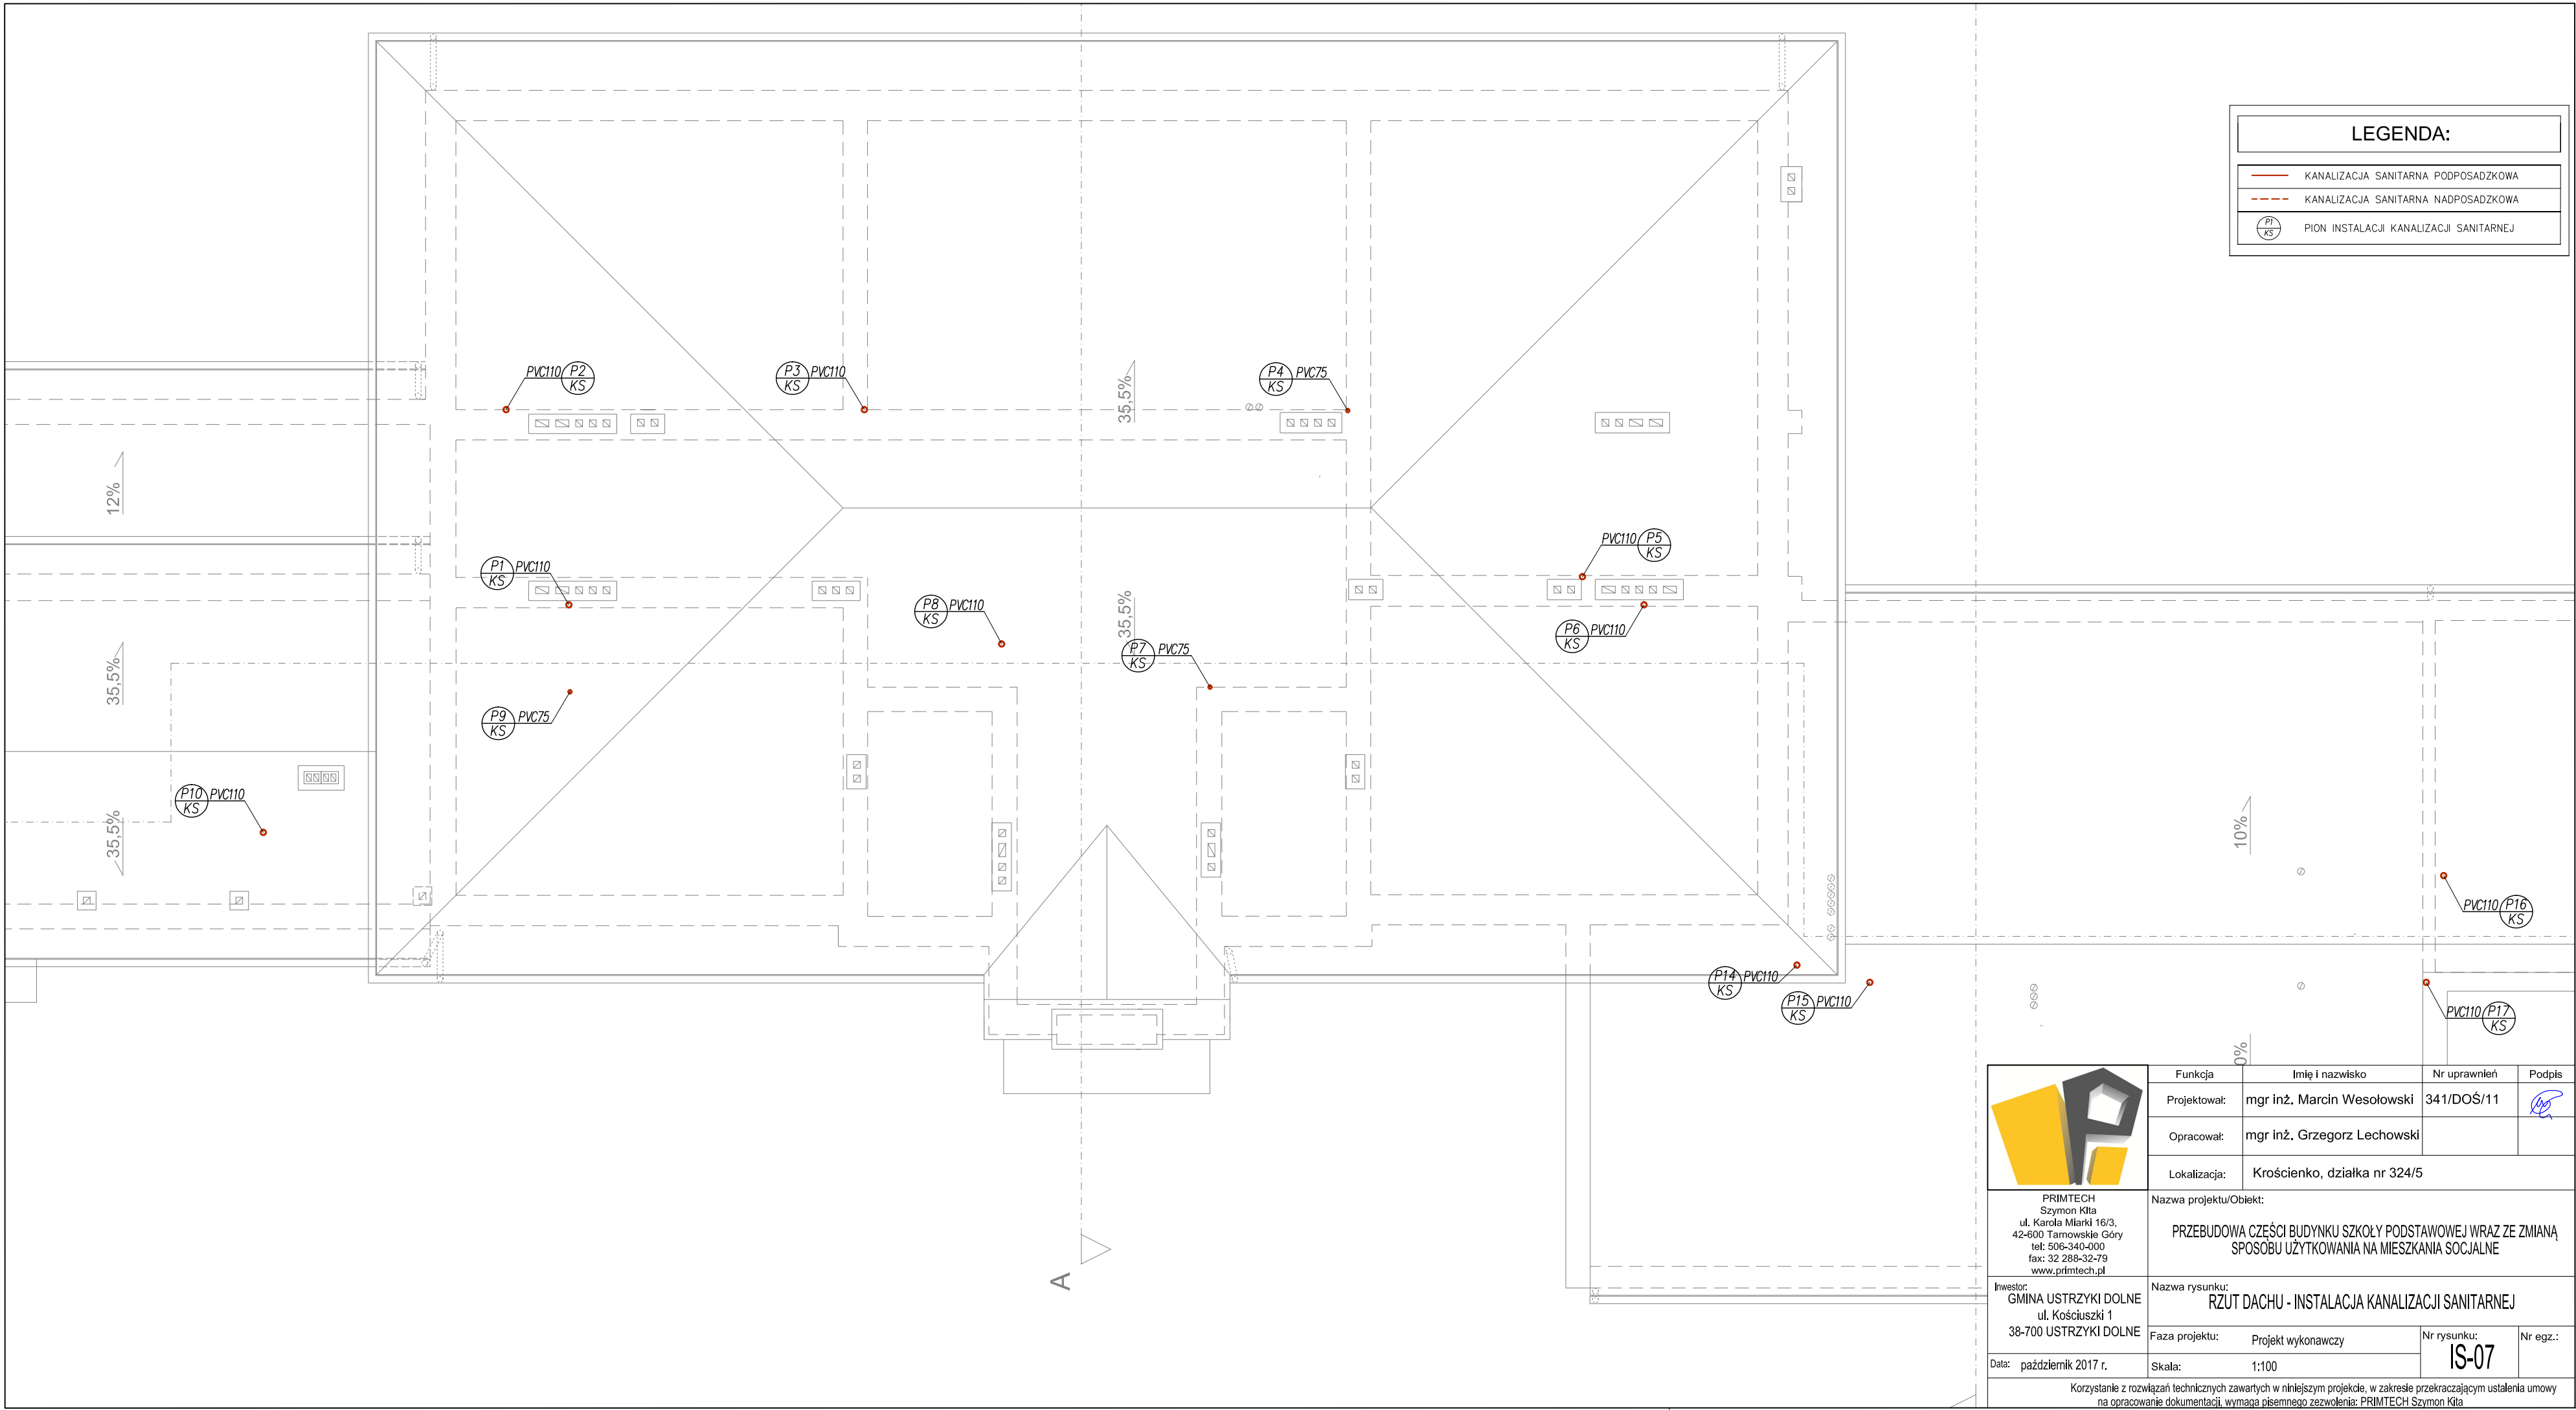 LEGENDA:
KANALIZACJA SANITARNA PODPOSADZKOWA
KANALIZACJA SANITARNA NADPOSADZKOWA
P1
KS
PION INSTALACJI KANALIZACJI SANITARNEJ
PVC110 P2
KS
P3 PVC110
KS
P4 PVC75
KS
35,5%
12%
P1 PVC110
KS
PVC110 P5
KS
P8 PVC110
KS
35,5%
P6 PVC110
KS
P7 PVC75
KS
35,5%
P9 PVC75
KS
P10 PVC110
KS
35,5%
10%
PVC110 P16
KS
P14 PVC110
KS
P15 PVC110
KS
PVC110 P17
KS
0%
A
Funkcja Imię i nazwisko Nr uprawnień Podpis
Projektował: mgr inż. Marcin Wesołowski 341/DOŚ/11
Opracował: mgr inż. Grzegorz Lechowski
Lokalizacja: Krościenko, działka nr 324/5
PRIMTECH
Szymon Kita
ul. Karola Miarki 16/3,
42-600 Tarnowskie Góry
tel: 506-340-000
fax: 32 288-32-79
www.primtech.pl
Nazwa projektu/Obiekt:
PRZEBUDOWA CZĘŚCI BUDYNKU SZKOŁY PODSTAWOWEJ WRAZ ZE ZMIANĄ
SPOSOBU UŻYTKOWANIA NA MIESZKANIA SOCJALNE
Inwestor:
GMINA USTRZYKI DOLNE
ul. Kościuszki 1
38-700 USTRZYKI DOLNE
Nazwa rysunku:
RZUT DACHU - INSTALACJA KANALIZACJI SANITARNEJ
Faza projektu: Projekt wykonawczy
Nr rysunku:
IS-07
Nr egz.:
Data: październik 2017 r.
Skala: 1:100
Korzystanie z rozwiązań technicznych zawartych w niniejszym projekcie, w zakresie przekraczającym ustalenia umowy
na opracowanie dokumentacji, wymaga pisemnego zezwolenia: PRIMTECH Szymon Kita